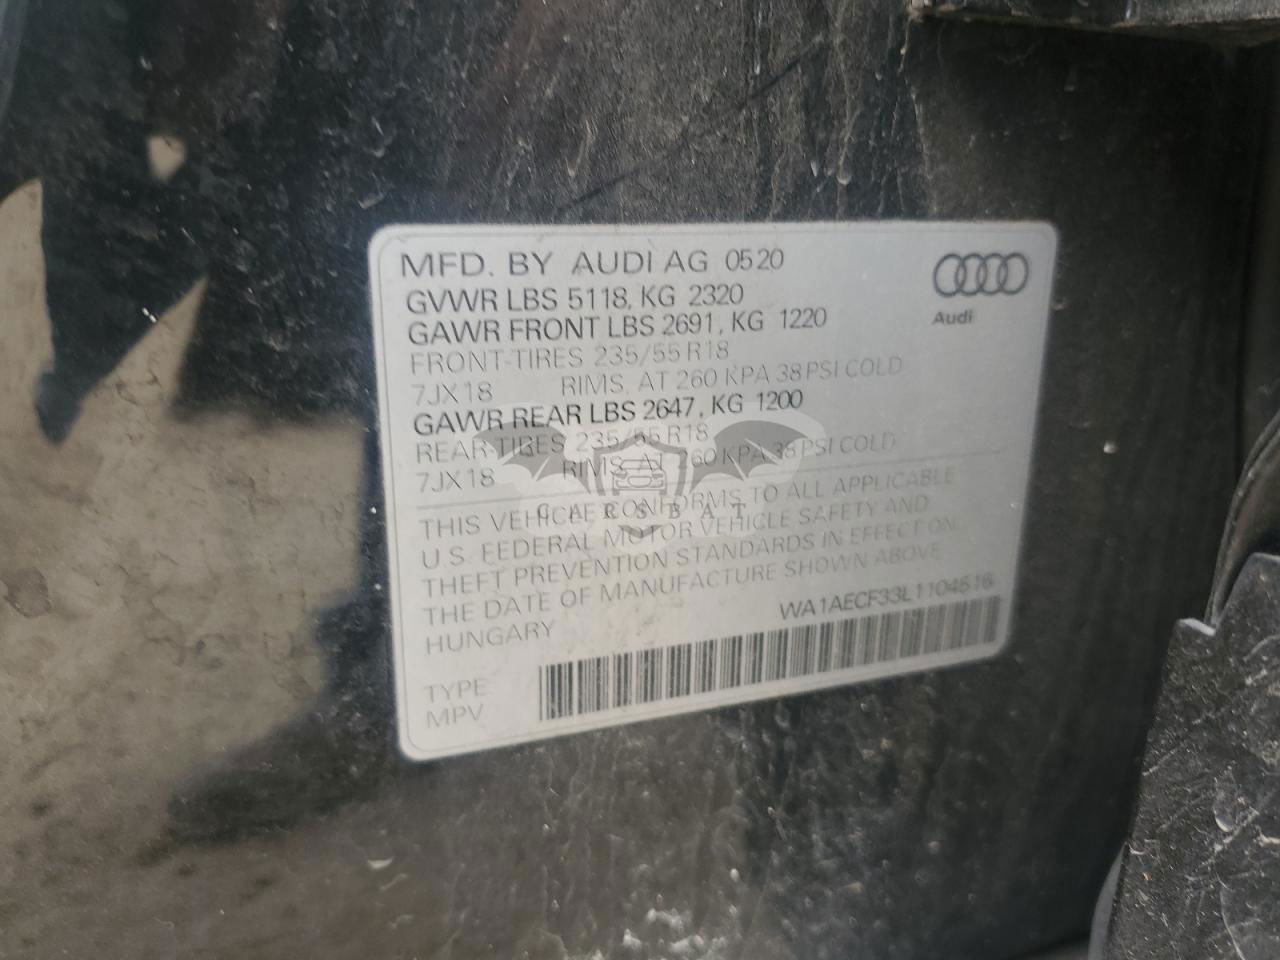 MFD. BY AUDI AG 0520
GVWR LBS 5118, KG 2320
GAWR FRONT LBS 2691, KG 1220
FRONT-TIRES 235/55 R18
7JX18 RIMS, AT 260 KPA 38 PSI COLD
GAWR REAR LBS 2647, KG 1200
REAR-TIRES 235/55 R18
7JX18 RIMS, AT 260 KPA 38 PSI COLD
Audi
CARSBAT
THIS VEHICLE CONFORMS TO ALL APPLICABLE
U.S. FEDERAL MOTOR VEHICLE SAFETY AND
THEFT PREVENTION STANDARDS IN EFFECT ON
THE DATE OF MANUFACTURE SHOWN ABOVE
HUNGARY
WA1AECF33L1104516
TYPE
MPV